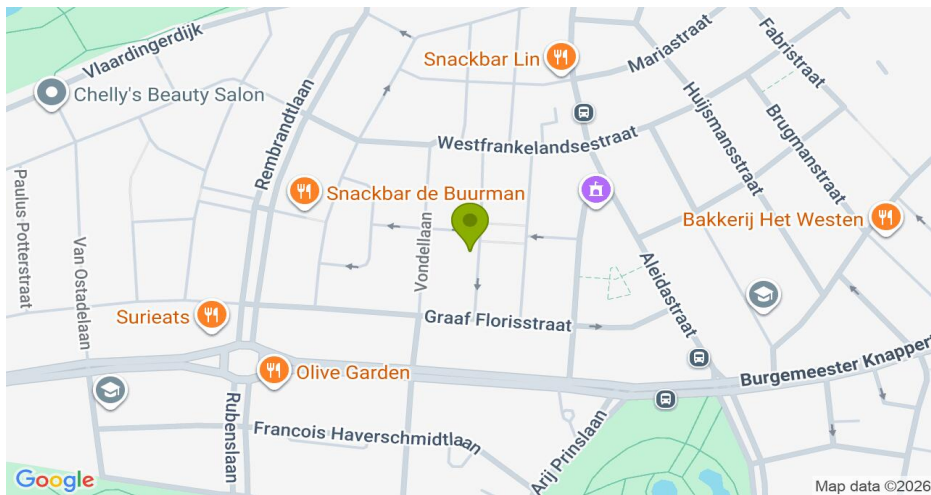 Vlaardingerdijk
Snackbar Lin
Mariastraat
Fabristraat
Chelly's Beauty Salon
Rembrandtlaan
Westfrankelandsestraat
Huijsmansstraat
Brugmanstraat
Paulus Potterstraat
Van Ostadelaan
Snackbar de Buurman
Vondellaan
Bakkerij Het Westen
Aleidastraat
Surieats
Graaf Florisstraat
Olive Garden
Burgemeester Knappert
Rubenslaan
Francois Haverschmidtlaan
Arij Prinslaan
Google
Map data ©2026